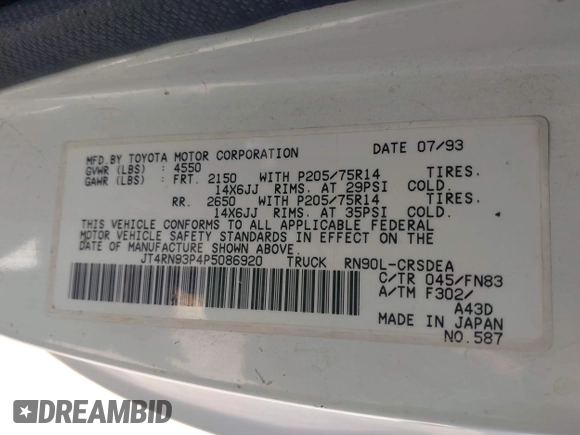 MFD.BY TOYOTA MOTOR CORPORATION DATE 07/93
GVWR (LBS) : 4550
GAWR (LBS) : FRT. 2150 WITH P205/75R14 TIRES.
14X6JJ RIMS. AT 29PSI COLD.
RR. 2650 WITH P205/75R14 TIRES.
14X6JJ RIMS. AT 35PSI COLD.
THIS VEHICLE CONFORMS TO ALL APPLICABLE FEDERAL
MOTOR VEHICLE SAFETY STANDARDS IN EFFECT ON THE
DATE OF MANUFACTURE SHOWN ABOVE.
JT4RN93P4P5086920 TRUCK RN90L-CRSDEA
C/TR 045/FN83
A/TM F302/
A43D
MADE IN JAPAN
NO.587
DREAMBID